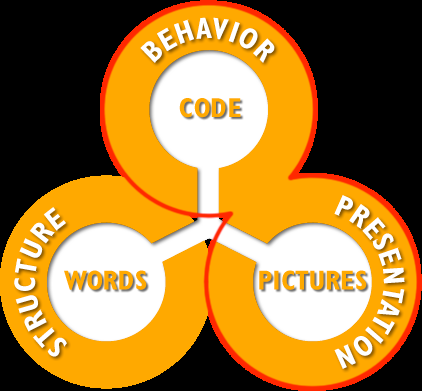 BEHAVIOR
CODE
STRUCTURE
WORDS
PRESENTATION
PICTURES